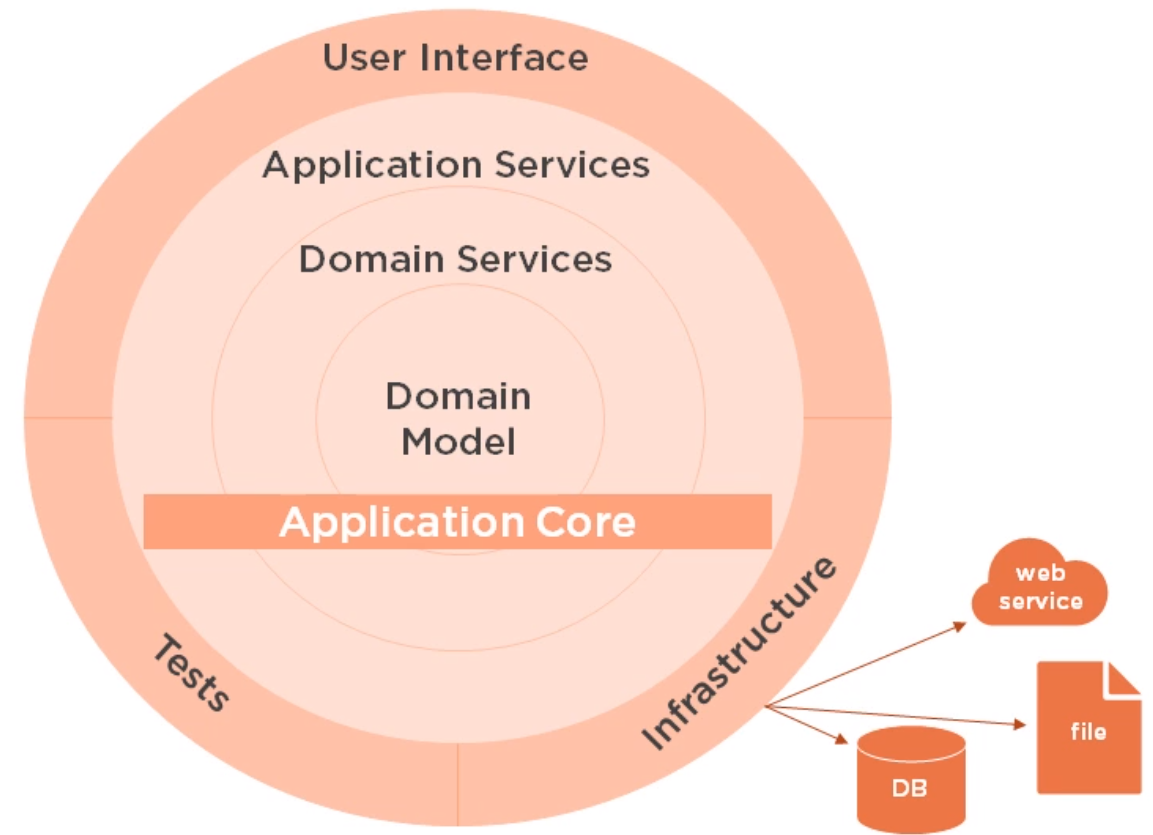 User Interface
Application Services
Domain Services
Domain
Model
Application Core
Tests
Infrastructure
web
service
file
DB